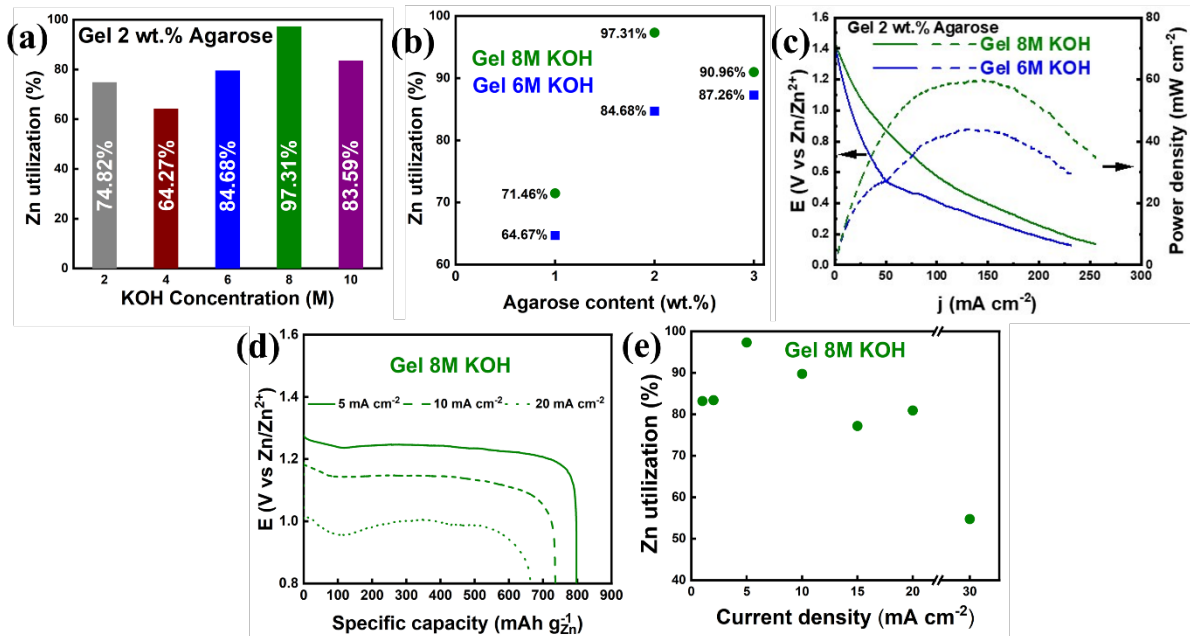 (a)
Gel 2 wt.% Agarose
Zn utilization (%)
100
80
60
40
20
0
74.82%
64.27%
84.68%
97.31%
83.59%
2 4 6 8 10
KOH Concentration (M)
(b)
Gel 8M KOH
Gel 6M KOH
Zn utilization (%)
100
90
80
70
60
71.46%
64.67%
97.31%
84.68%
90.96%
87.26%
0 1 2 3
Agarose content (wt.%)
(c)
Gel 2 wt.% Agarose
Gel 8M KOH
Gel 6M KOH
E (V vs Zn/Zn²⁺)
1.6
1.4
1.2
1.0
0.8
0.6
0.4
0.2
0.0
Power density (mW cm⁻²)
80
60
40
20
0
0 50 100 150 200 250 300
j (mA cm⁻²)
(d)
Gel 8M KOH
5 mA cm⁻² 10 mA cm⁻² 20 mA cm⁻²
E (V vs Zn/Zn²⁺)
1.6
1.4
1.2
1.0
0.8
0 100 200 300 400 500 600 700 800 900
Specific capacity (mAh g⁻¹Zn)
(e)
Gel 8M KOH
Zn utilization (%)
100
90
80
70
60
50
40
0 5 10 15 20 30
Current density (mA cm⁻²)